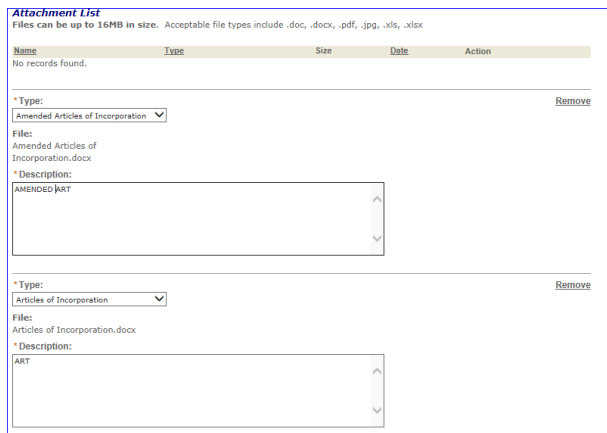 Attachment List
Files can be up to 16MB in size. Acceptable file types include .doc, .docx, .pdf, .jpg, .xls, .xlsx
Name Type Size Date Action
No records found.
*Type: Remove
Amended Articles of Incorporation
File:
Amended Articles of
Incorporation.docx
*Description:
AMENDED ART
*Type: Remove
Articles of Incorporation
File:
Articles of Incorporation.docx
*Description:
ART